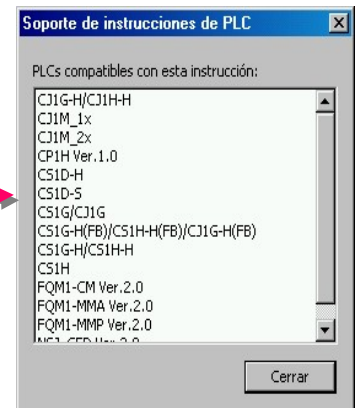 Soporte de instrucciones de PLC
PLCs compatibles con esta instrucción:
CJ1G-H/CJ1H-H
CJ1M_1x
CJ1M_2x
CP1H Ver.1.0
CS1D-H
CS1D-S
CS1G/CJ1G
CS1G-H(FB)/CS1H-H(FB)/CJ1G-H(FB)
CS1G-H/CS1H-H
CS1H
FQM1-CM Ver.2.0
FQM1-MMA Ver.2.0
FQM1-MMP Ver.2.0
Cerrar